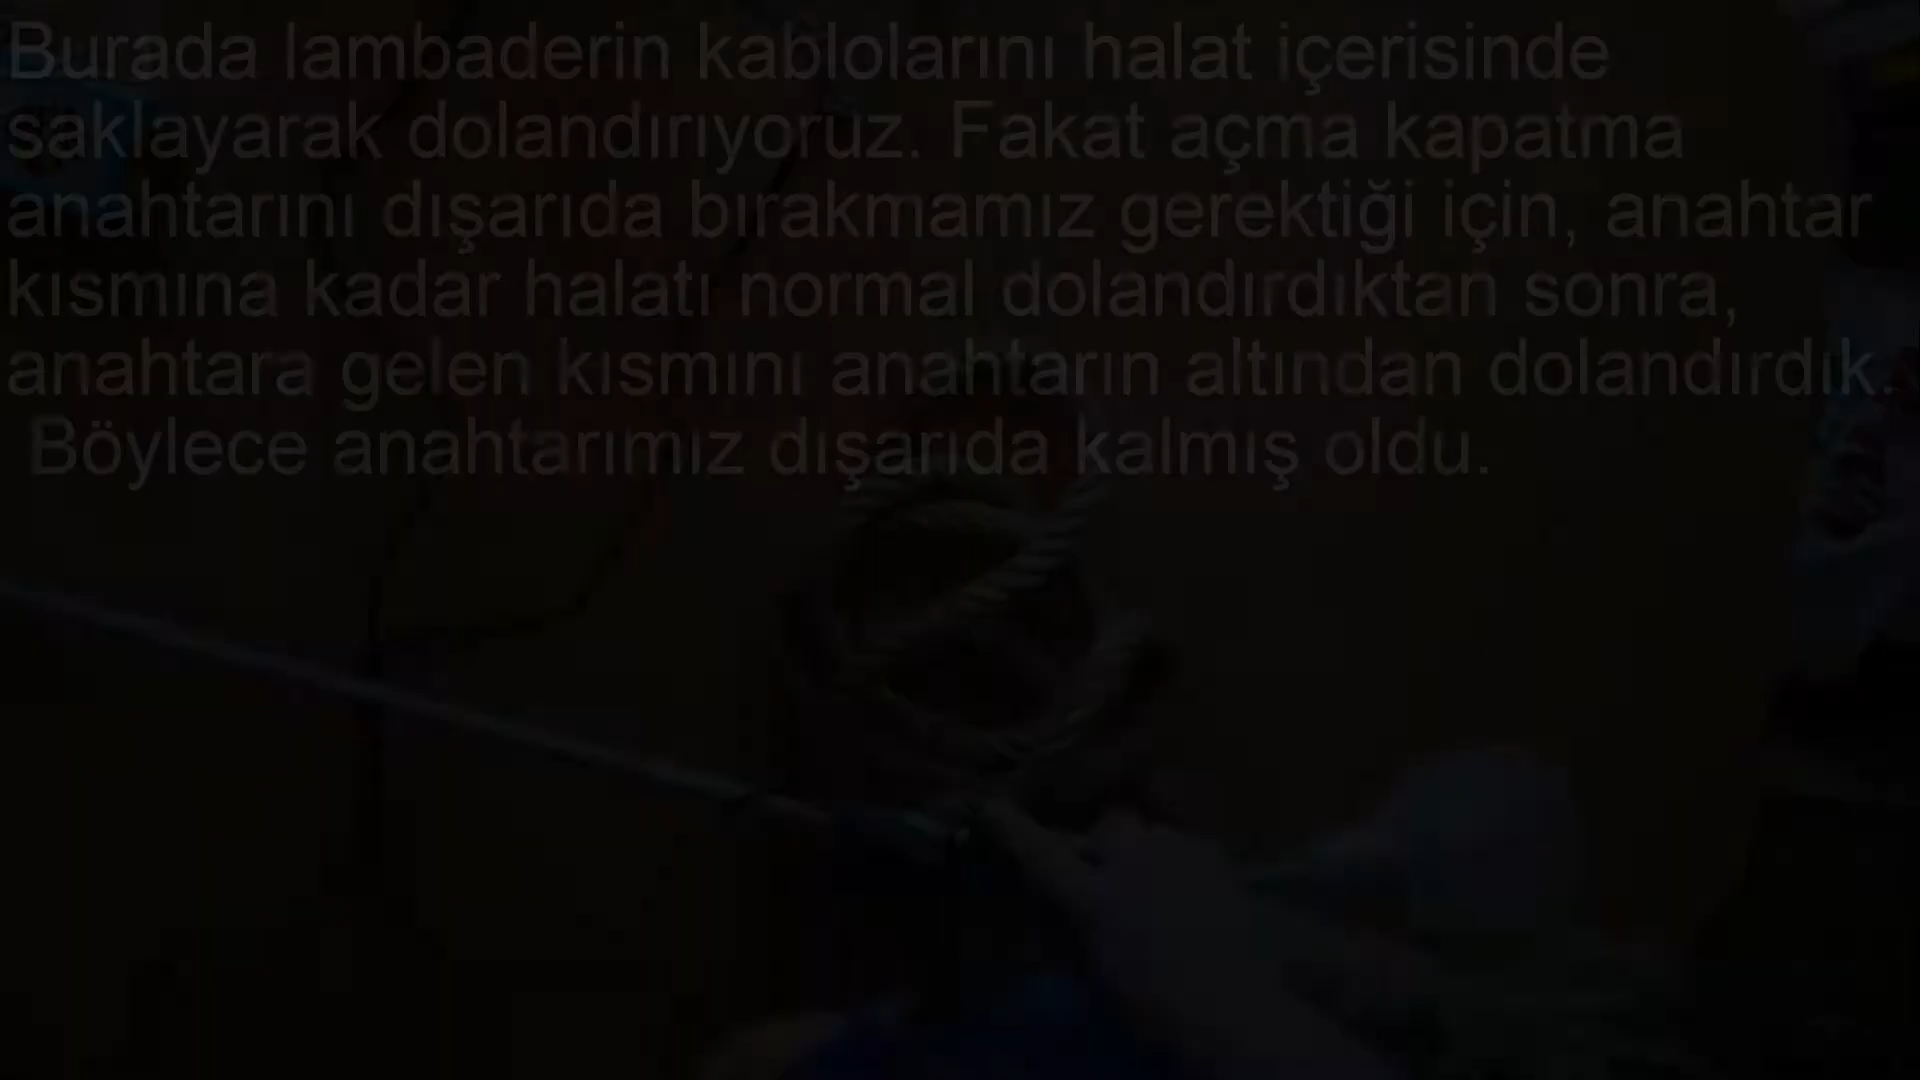 Burada lambaderin kablolarını halat içerisinde
saklayarak dolandırıyoruz. Fakat açma kapatma
anahtarını dışarıda bırakmamız gerektiği için, anahtar
kısmına kadar halatı normal dolandırdıktan sonra,
anahtara gelen kısmını anahtarın altından dolandırdık.
Böylece anahtarımız dışarıda kalmış oldu.